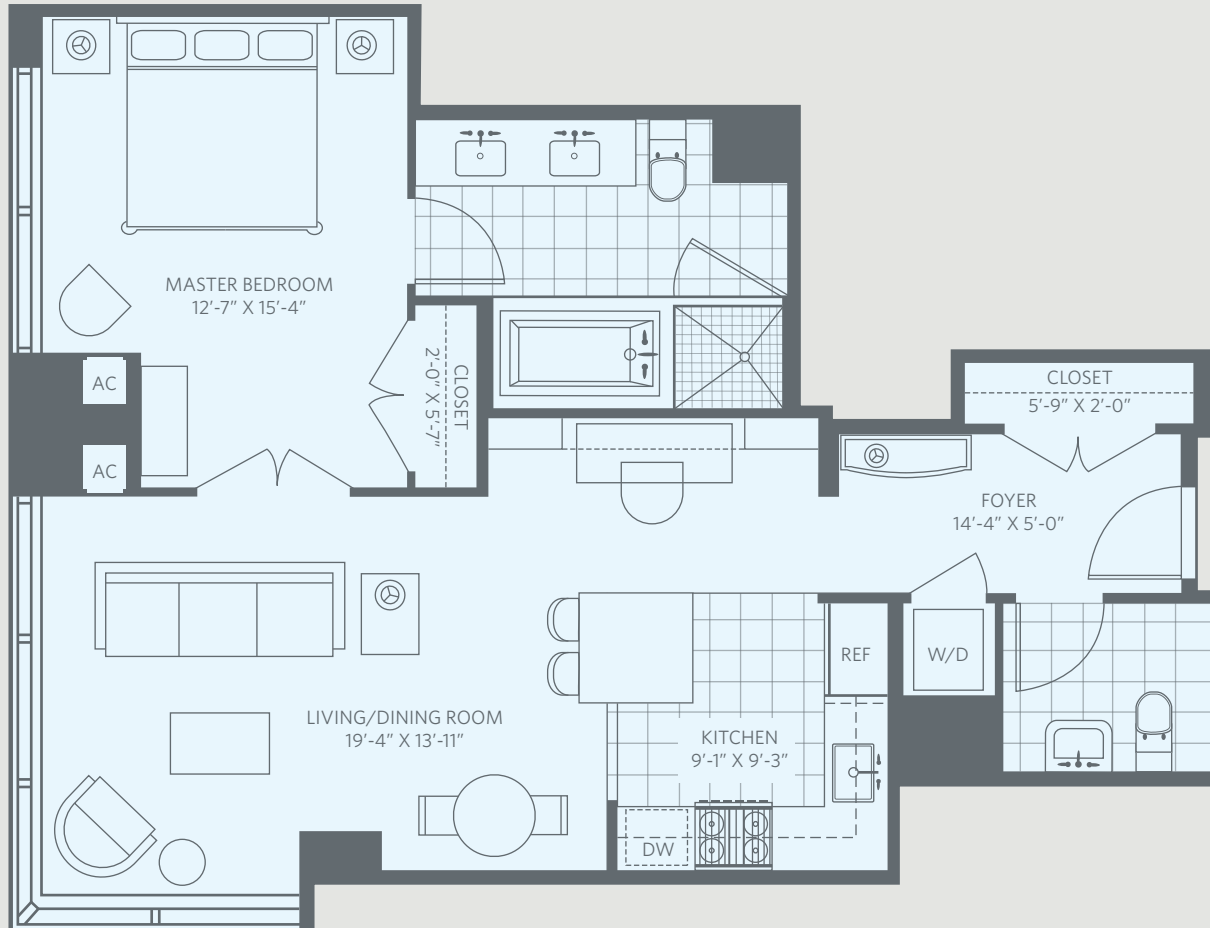 MASTER BEDROOM
12’-7” X 15’-4”
AC
AC
CLOSET
2’-0” X 5’-7”
CLOSET
5’-9” X 2’-0”
FOYER
14’-4” X 5’-0”
REF
W/D
LIVING/DINING ROOM
19’-4” X 13’-11”
KITCHEN
9’-1” X 9’-3”
DW